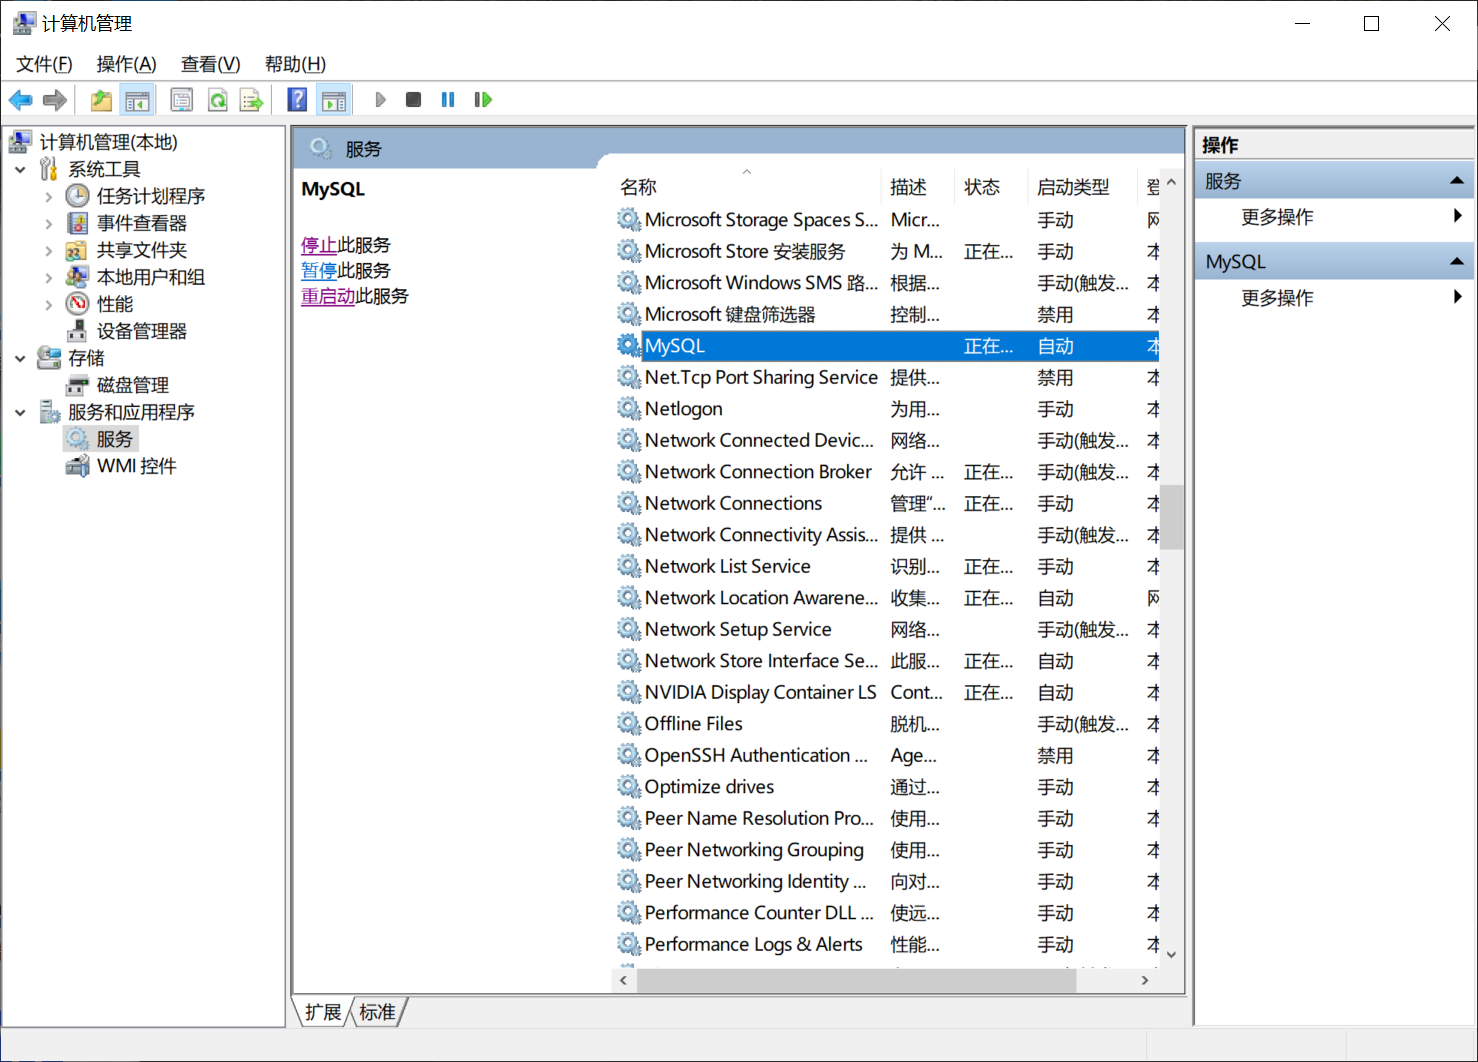 计算机管理
文件(F) 操作(A) 查看(V) 帮助(H)
计算机管理(本地)
系统工具
任务计划程序
事件查看器
共享文件夹
本地用户和组
性能
设备管理器
存储
磁盘管理
服务和应用程序
服务
WMI 控件
服务
MySQL
停止此服务
暂停此服务
重启动此服务
名称 描述 状态 启动类型 登
Microsoft Storage Spaces S... Micr... 手动 网
Microsoft Store 安装服务 为 M... 正在... 手动 本
Microsoft Windows SMS 路... 根据... 手动(触发... 本
Microsoft 键盘筛选器 控制... 禁用 本
MySQL 正在... 自动 本
Net.Tcp Port Sharing Service 提供... 禁用 本
Netlogon 为用... 手动 本
Network Connected Devic... 网络... 手动(触发... 本
Network Connection Broker 允许 ... 正在... 手动(触发... 本
Network Connections 管理“... 正在... 手动 本
Network Connectivity Assis... 提供 ... 手动(触发... 本
Network List Service 识别... 正在... 手动 本
Network Location Awarene... 收集... 正在... 自动 网
Network Setup Service 网络... 手动(触发... 本
Network Store Interface Se... 此服... 正在... 自动 本
NVIDIA Display Container LS Cont... 正在... 自动 本
Offline Files 脱机... 手动(触发... 本
OpenSSH Authentication ... Age... 禁用 本
Optimize drives 通过... 手动 本
Peer Name Resolution Pro... 使用... 手动 本
Peer Networking Grouping 使用... 手动 本
Peer Networking Identity ... 向对... 手动 本
Performance Counter DLL ... 使远... 手动 本
Performance Logs & Alerts 性能... 手动 本
扩展 标准
操作
服务
更多操作
MySQL
更多操作